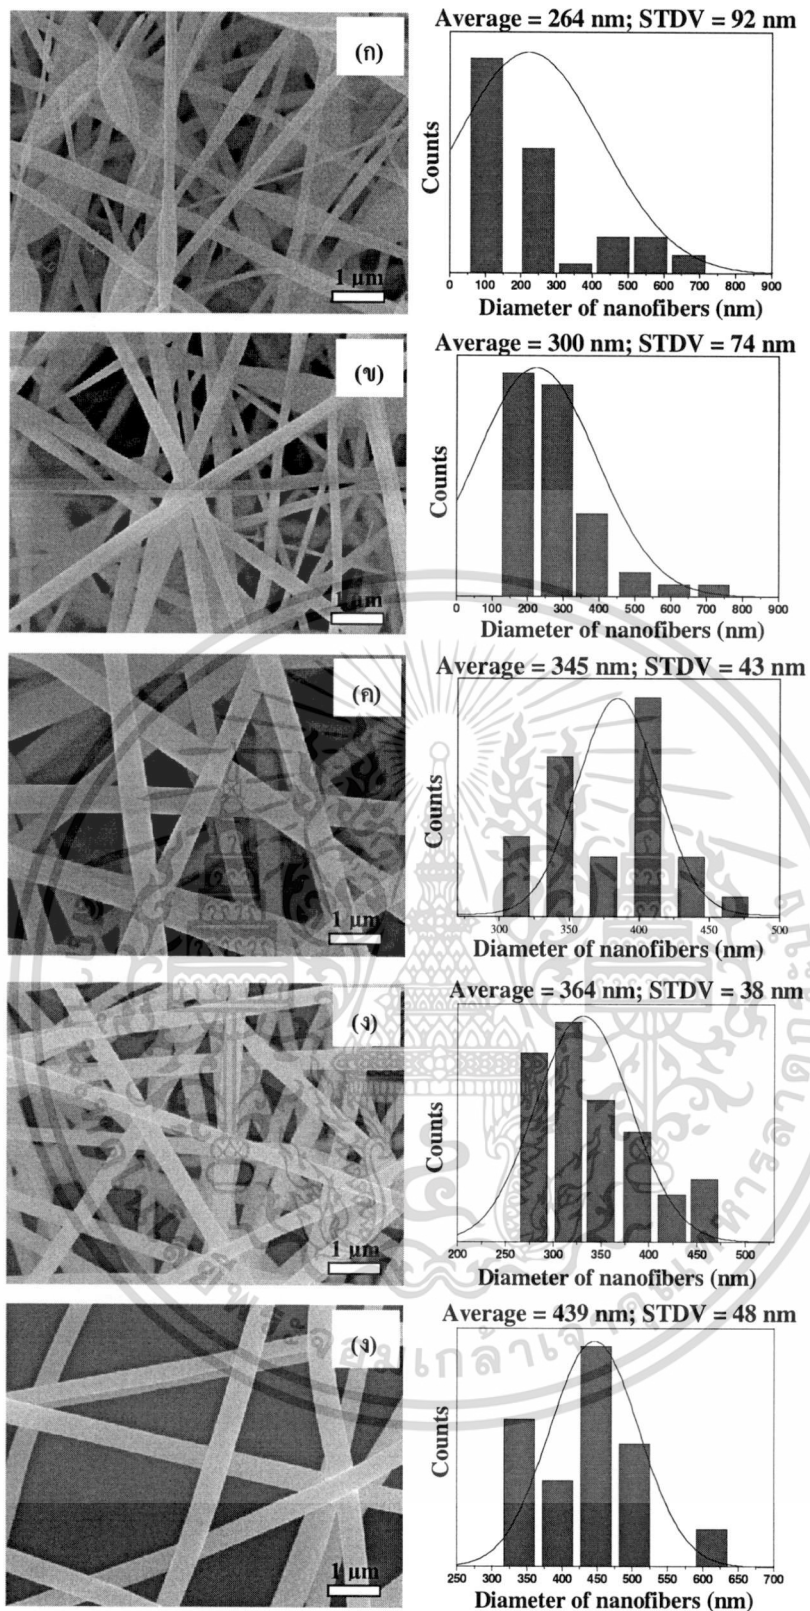 (ก)
1 µm
Average = 264 nm; STDV = 92 nm
Counts
0 100 200 300 400 500 600 700 800 900
Diameter of nanofibers (nm)
(ข)
1 µm
Average = 300 nm; STDV = 74 nm
Counts
0 100 200 300 400 500 600 700 800 900
Diameter of nanofibers (nm)
(ค)
1 µm
Average = 345 nm; STDV = 43 nm
Counts
300 350 400 450 500
Diameter of nanofibers (nm)
(ง)
1 µm
Average = 364 nm; STDV = 38 nm
Counts
200 250 300 350 400 450 500
Diameter of nanofibers (nm)
(ง)
1 µm
Average = 439 nm; STDV = 48 nm
Counts
250 300 350 400 450 500 550 600 650 700
Diameter of nanofibers (nm)